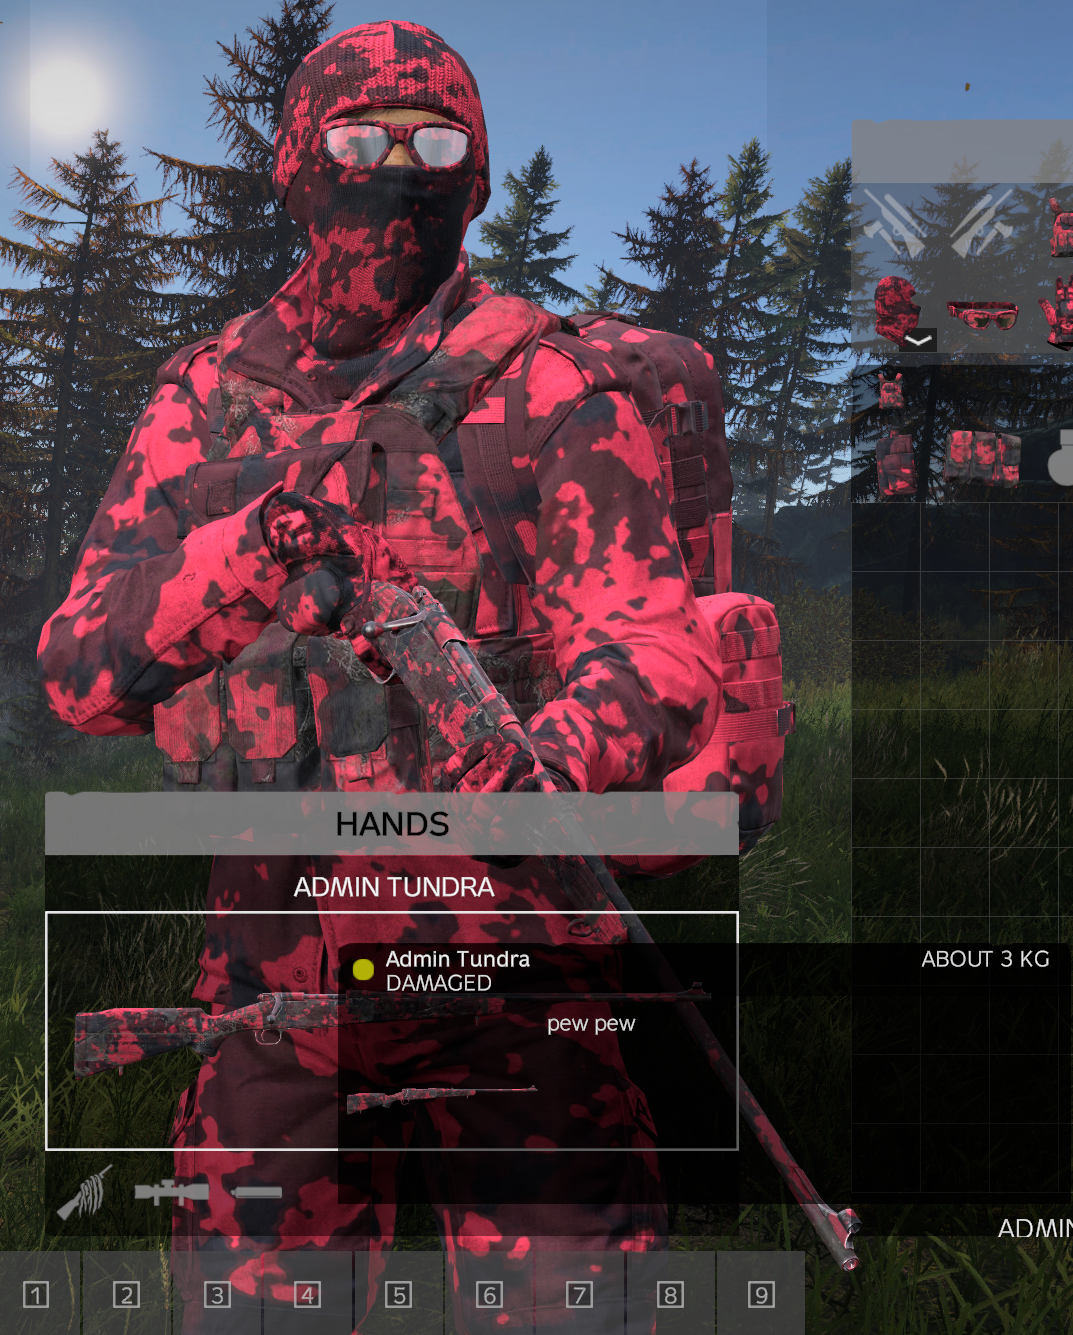 HANDS
ADMIN TUNDRA
Admin Tundra
DAMAGED
ABOUT 3 KG
pew pew
ADMIN
1 2 3 4 5 6 7 8 9